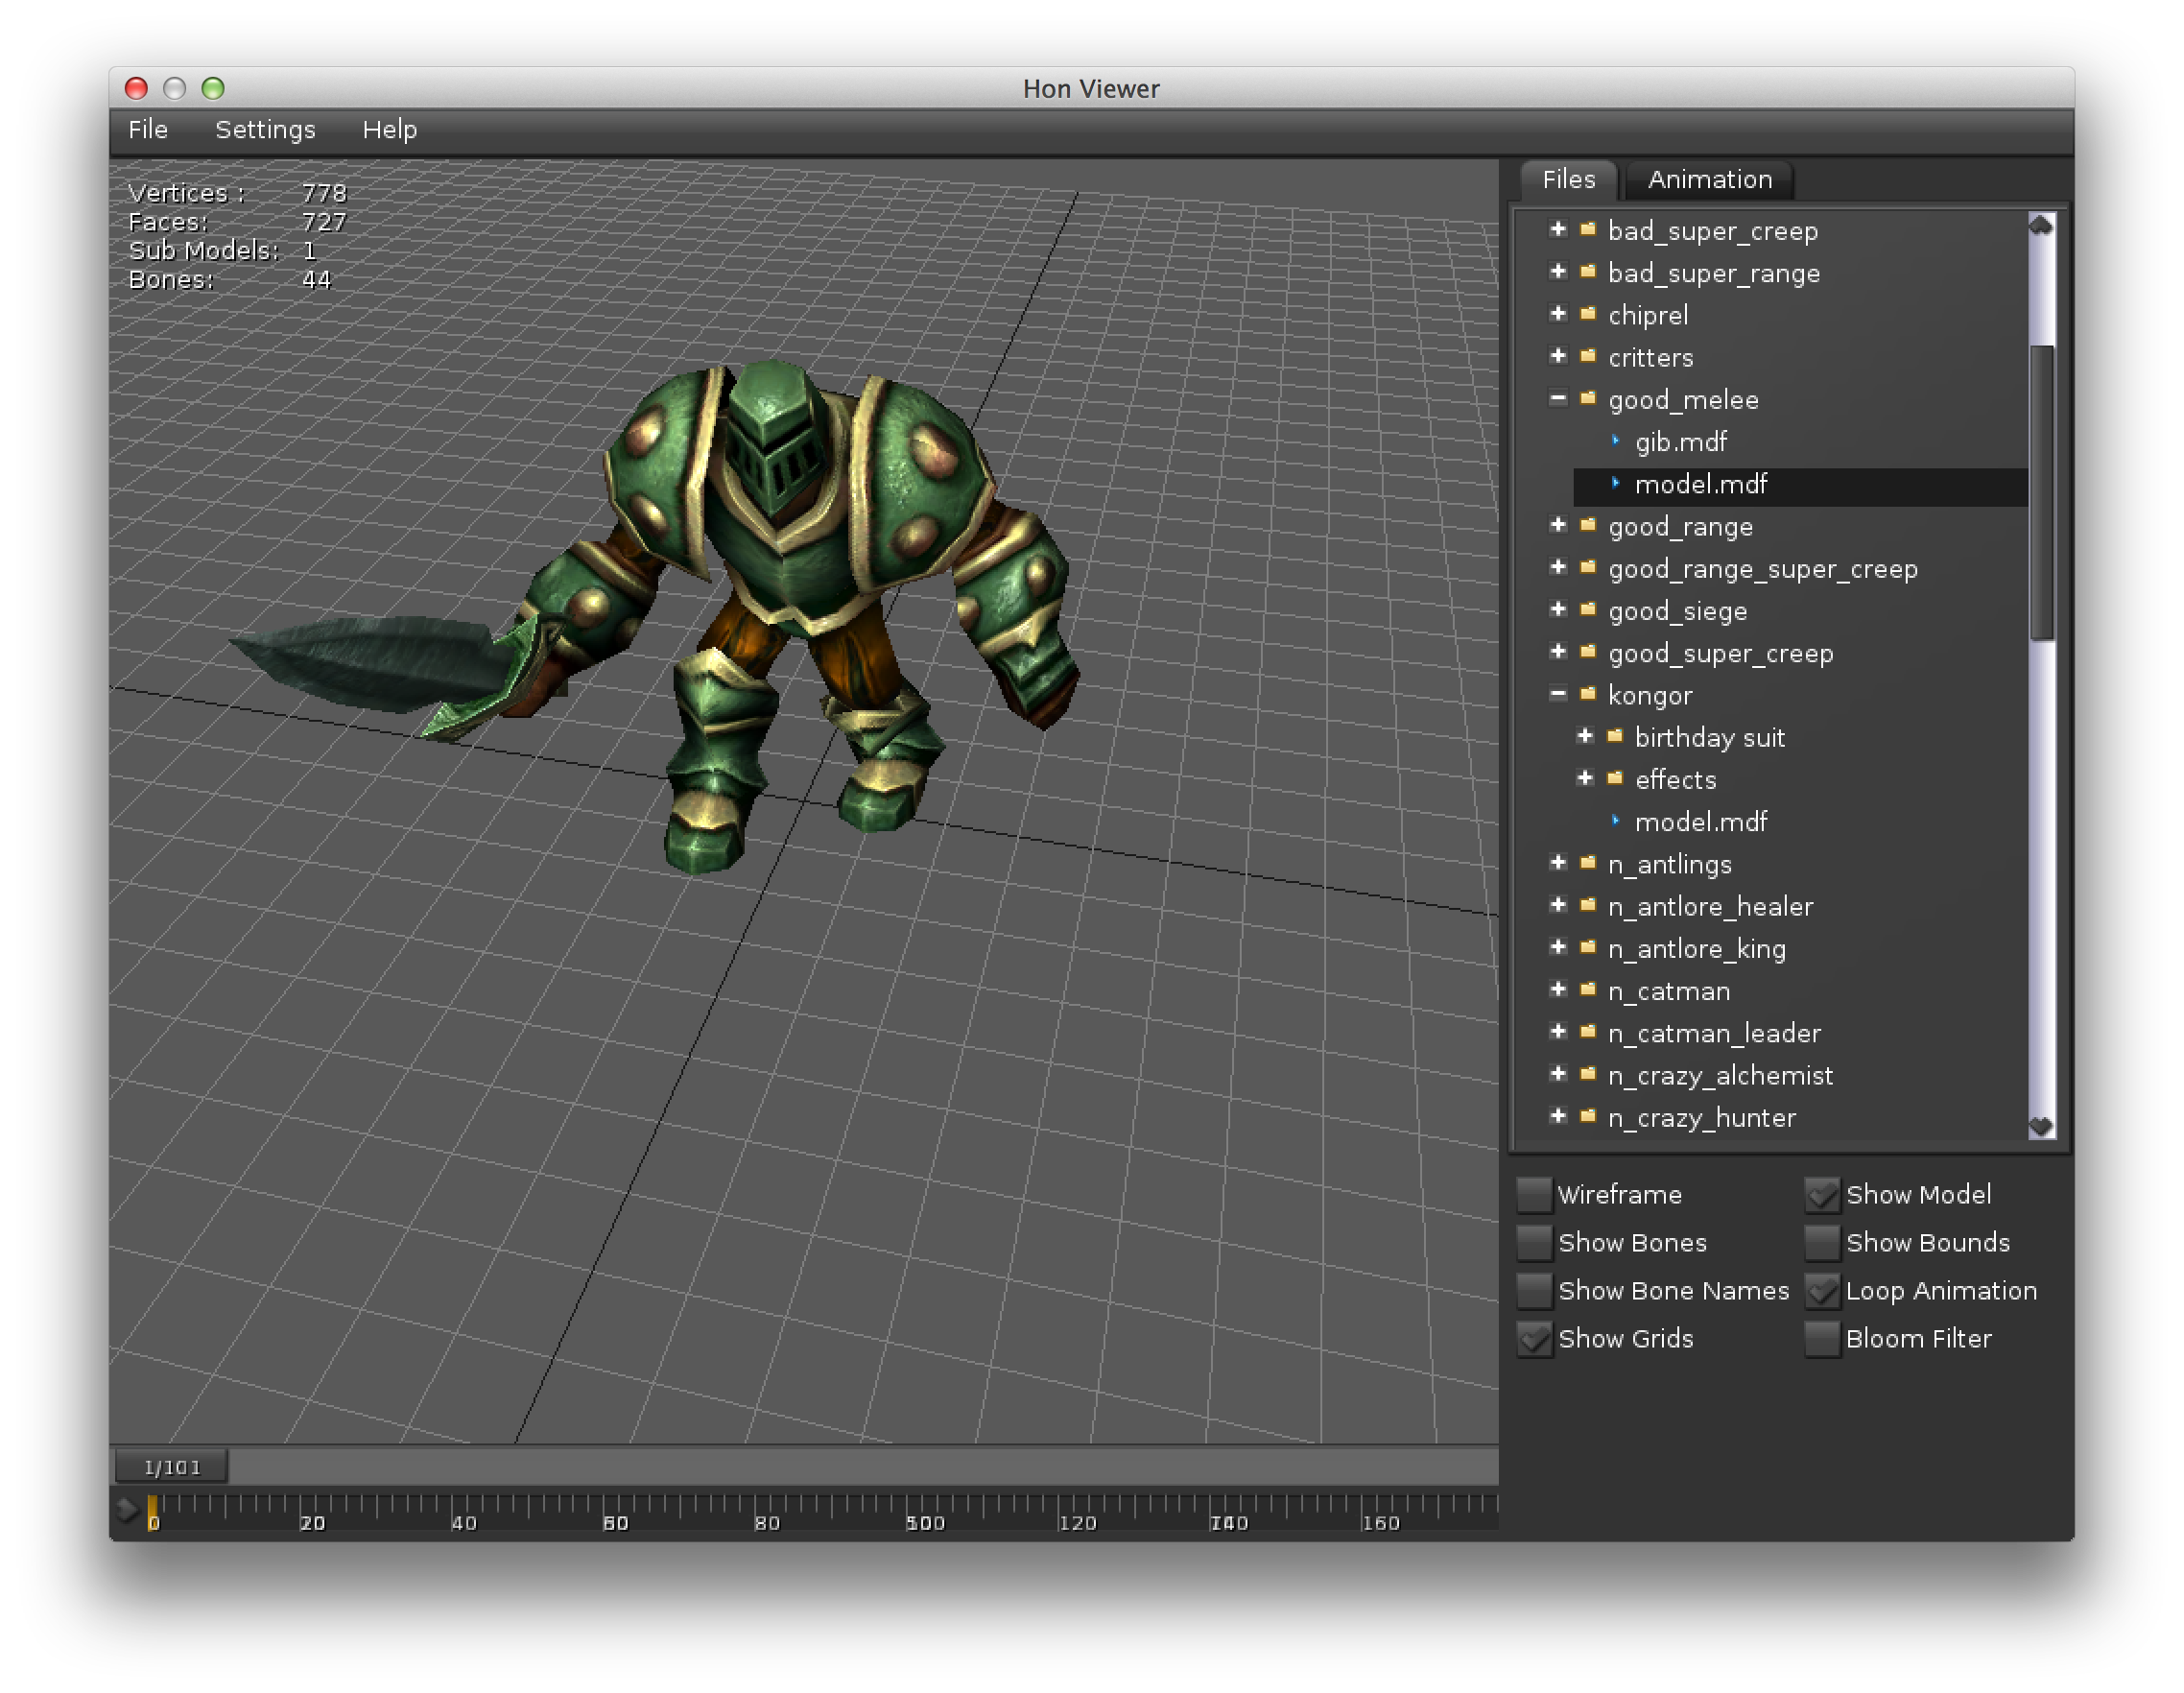 Hon Viewer
File Settings Help
Vertices : 778
Faces: 727
Sub Models: 1
Bones: 44
Files Animation
bad_super_creep
bad_super_range
chiprel
critters
good_melee
gib.mdf
model.mdf
good_range
good_range_super_creep
good_siege
good_super_creep
kongor
birthday suit
effects
model.mdf
n_antlings
n_antlore_healer
n_antlore_king
n_catman
n_catman_leader
n_crazy_alchemist
n_crazy_hunter
Wireframe Show Model
Show Bones Show Bounds
Show Bone Names Loop Animation
Show Grids Bloom Filter
1/101
0 20 40 60 80 100 120 140 160